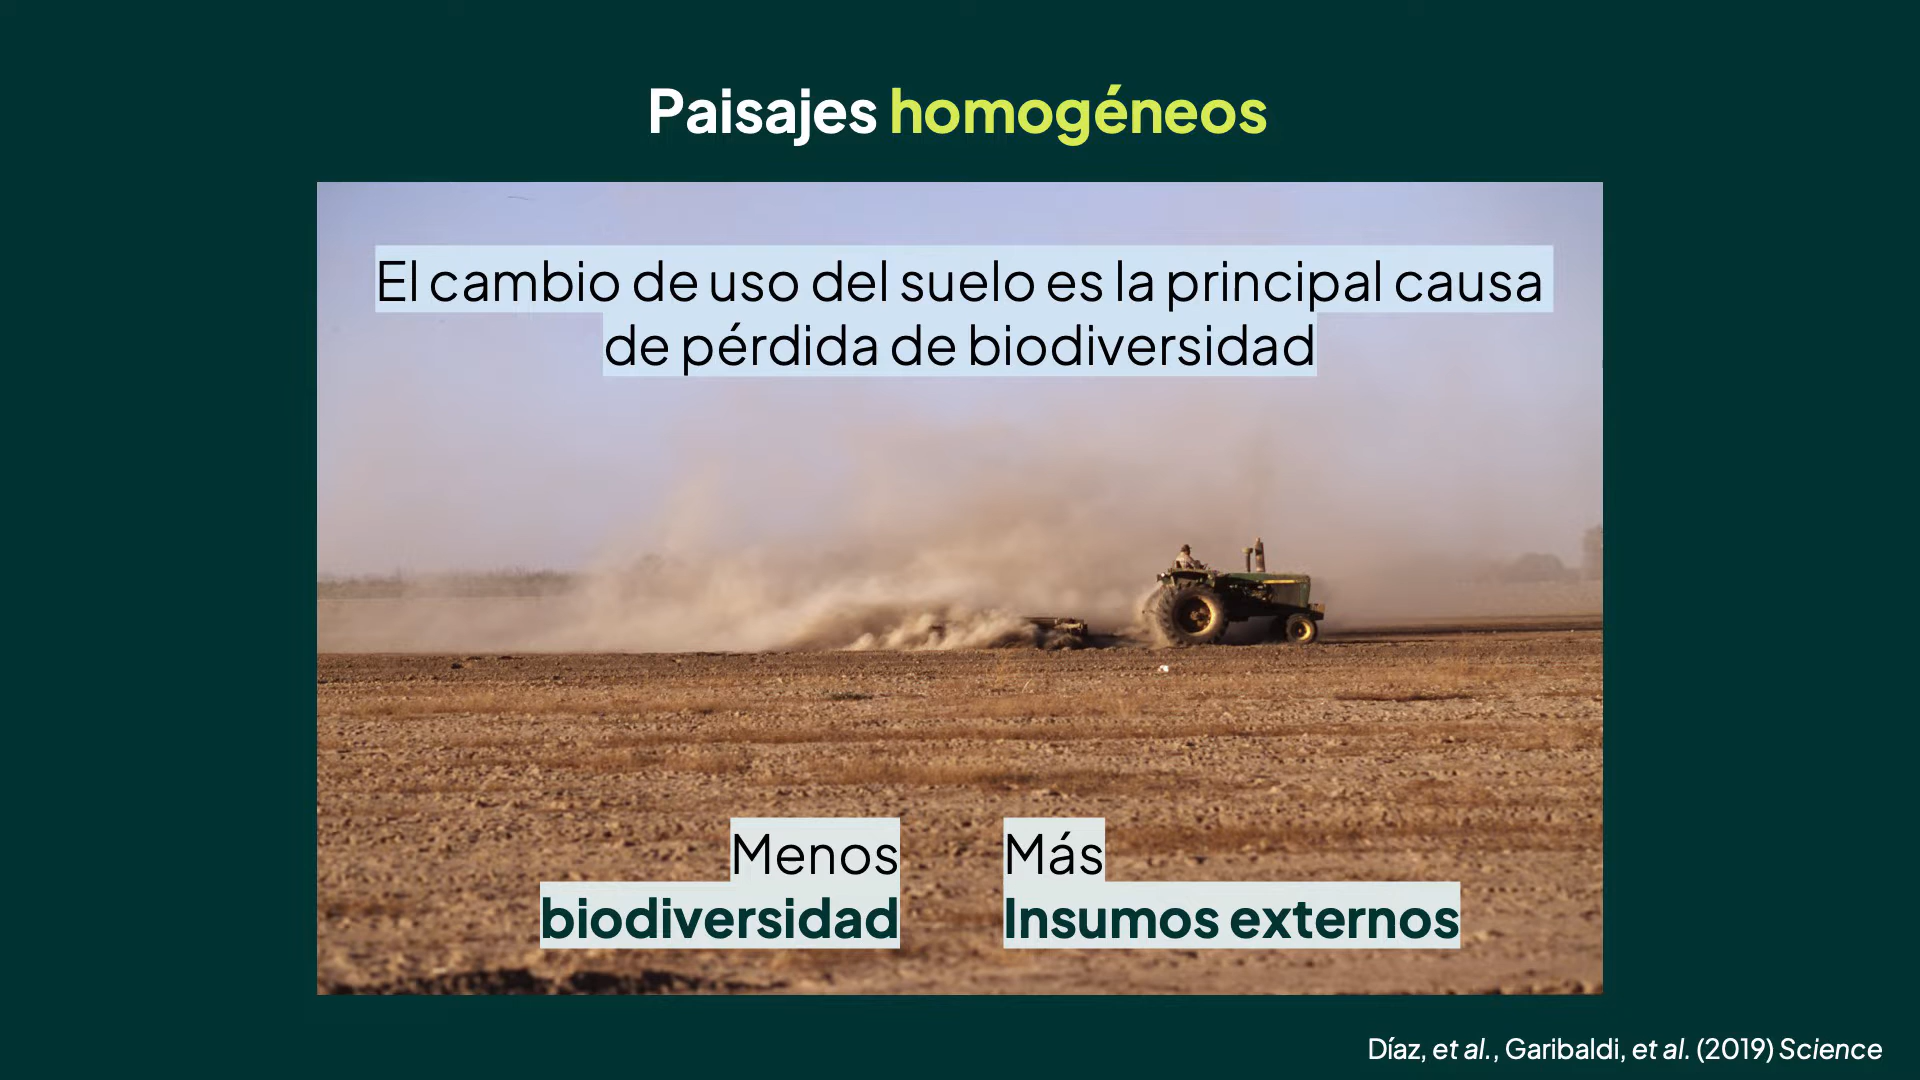 Paisajes homogéneos
El cambio de uso del suelo es la principal causa
de pérdida de biodiversidad
Menos
biodiversidad
Más
Insumos externos
Díaz, et al., Garibaldi, et al. (2019) Science